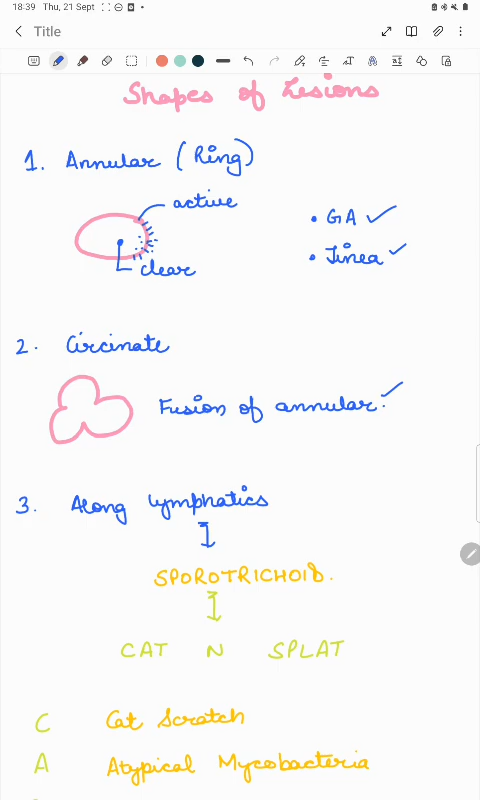 18:39 Thu, 21 Sept
Title
Shapes of Lesions
1. Annular (Ring)
active
clear
• GA
• Tinea
2. Circinate
Fusion of annular.
3. Along lymphatics
SPOROTRICHOID.
CAT N SPLAT
C Cat Scratch
A Atypical Mycobacteria